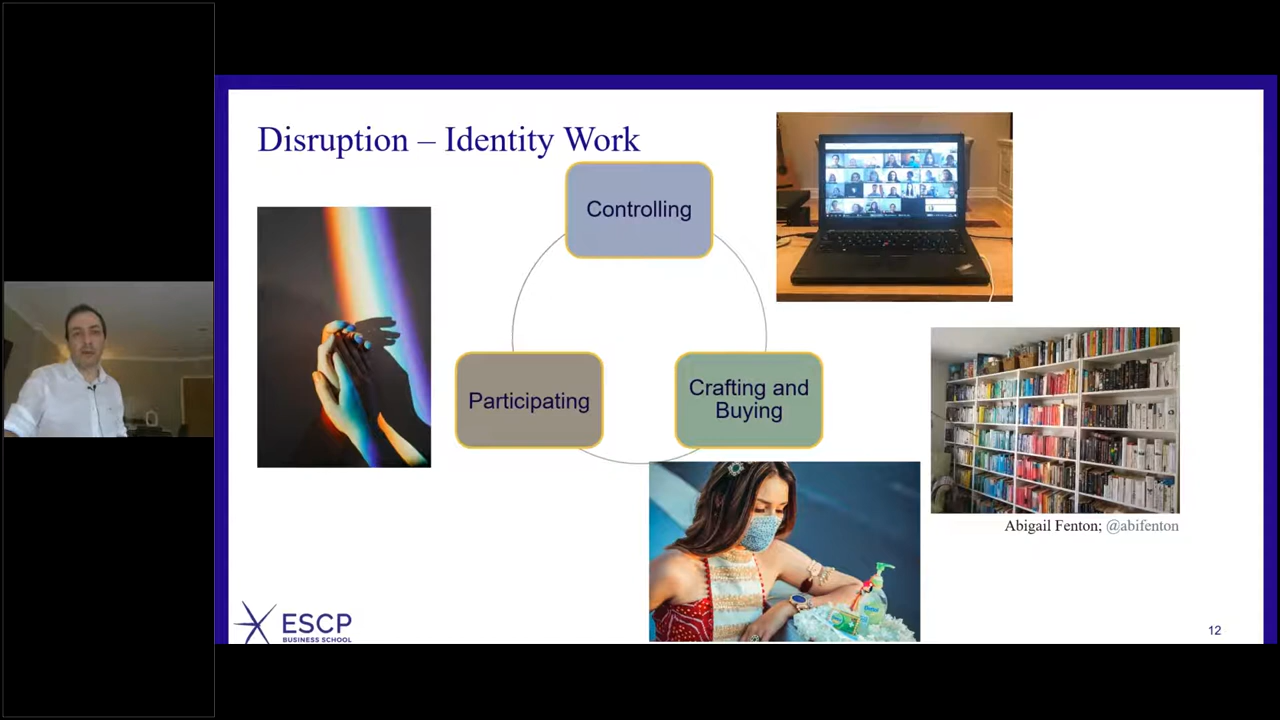 Disruption – Identity Work
Controlling
Participating
Crafting and
Buying
Abigail Fenton; @abifenton
ESCP
BUSINESS SCHOOL
12